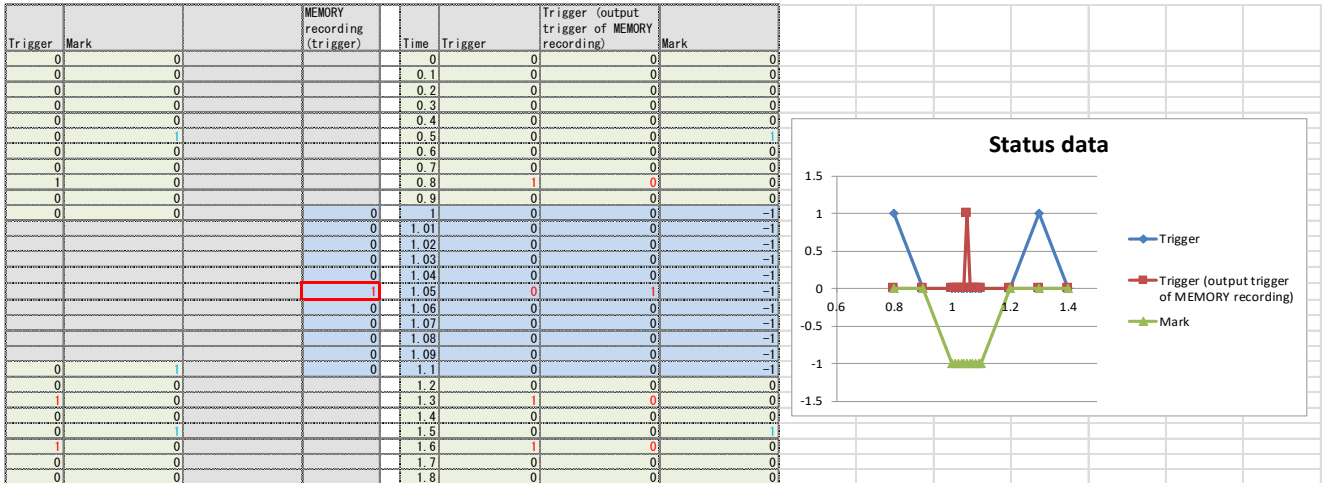 MEMORY Trigger (output
recording trigger of MEMORY
Trigger Mark (trigger) Time Trigger recording) Mark
0 0 0 0 0 0
0 0 0.1 0 0 0
0 0 0.2 0 0 0
0 0 0.3 0 0 0
0 0 0.4 0 0 0
0 1 0.5 0 0 1
0 0 0.6 0 0 0
0 0 0.7 0 0 0
1 0 0.8 1 0 0
0 0 0.9 0 0 0
0 0 0 1 0 0 -1
0 1.01 0 0 -1
0 1.02 0 0 -1
0 1.03 0 0 -1
0 1.04 0 0 -1
1 1.05 0 1 -1
0 1.06 0 0 -1
0 1.07 0 0 -1
0 1.08 0 0 -1
0 1.09 0 0 -1
0 1 0 1.1 0 0 -1
0 0 1.2 0 0 0
1 0 1.3 1 0 0
0 0 1.4 0 0 0
0 1 1.5 0 0 1
1 0 1.6 1 0 0
0 0 1.7 0 0 0
0 0 1.8 0 0 0
Status data
1.5
1
0.5
0
-0.5
-1
-1.5
0.6 0.8 1 1.2 1.4
Trigger
Trigger (output trigger
of MEMORY recording)
Mark